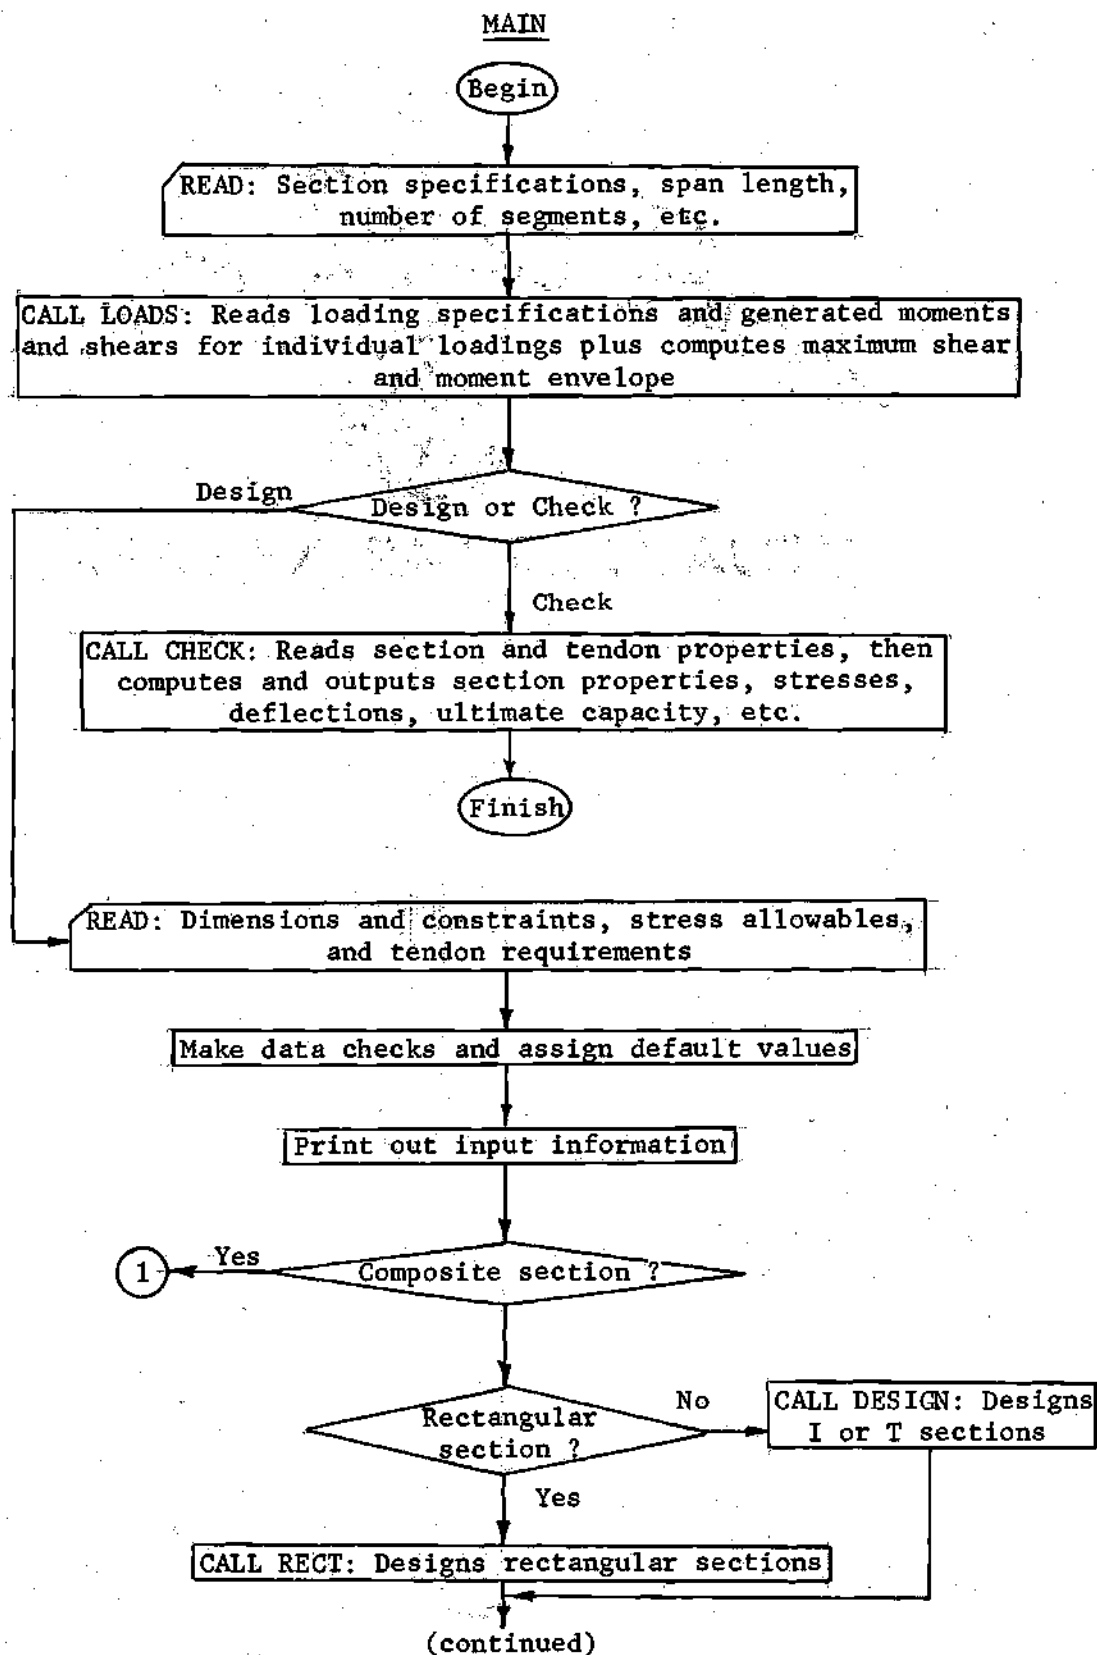 MAIN
Begin
READ: Section specifications, span length,
number of segments, etc.
CALL LOADS: Reads loading specifications and generated moments
and shears for individual loadings plus computes maximum shear
and moment envelope
Design
Design or Check ?
Check
CALL CHECK: Reads section and tendon properties, then
computes and outputs section properties, stresses,
deflections, ultimate capacity, etc.
Finish
READ: Dimensions and constraints, stress allowables,
and tendon requirements
Make data checks and assign default values
Print out input information
1
Yes
Composite section ?
Rectangular
section ?
No
CALL DESIGN: Designs
I or T sections
Yes
CALL RECT: Designs rectangular sections
(continued)